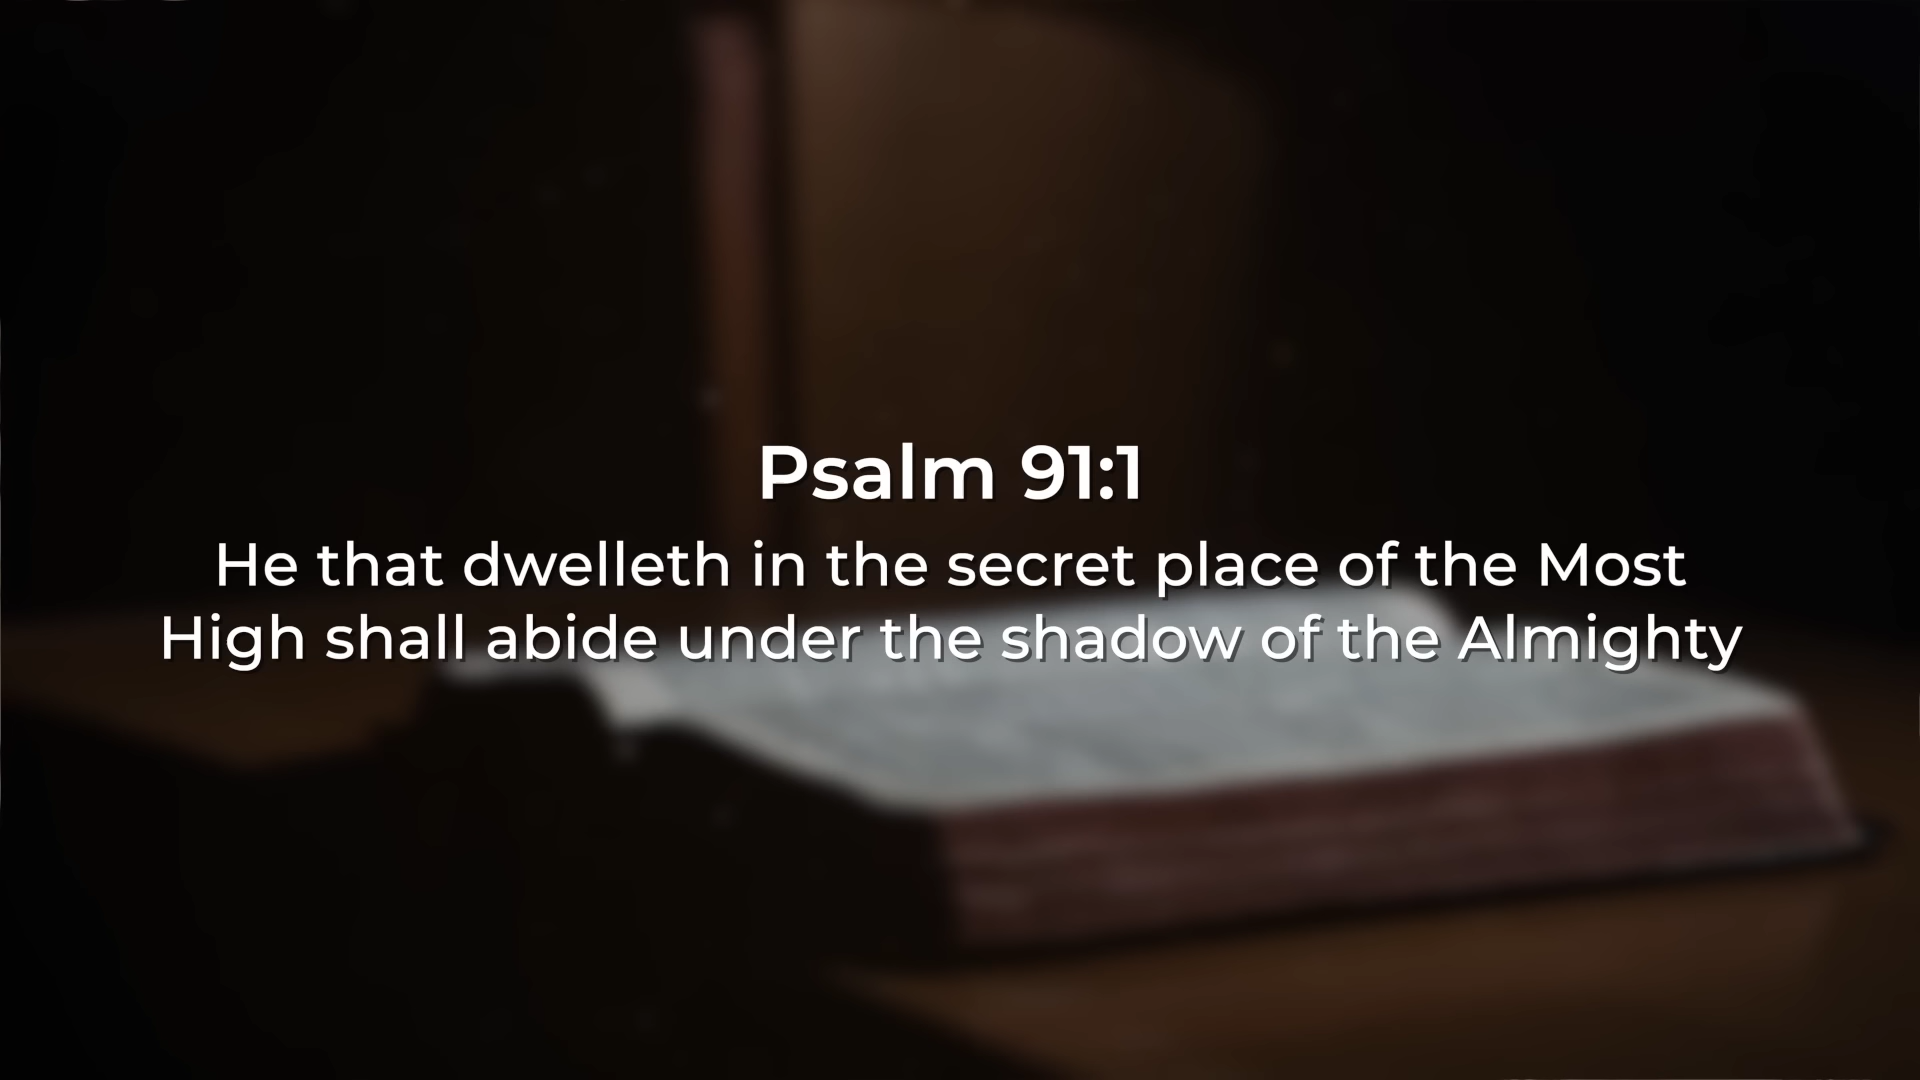 Psalm 91:1
He that dwelleth in the secret place of the Most
High shall abide under the shadow of the Almighty